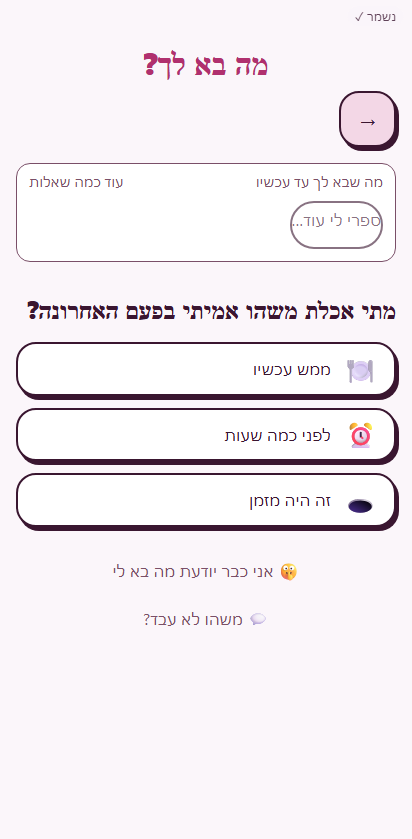 נשמר ✓
מה בא לך?
→
מה שבא לך עד עכשיו
עוד כמה שאלות
ספרי לי עוד...
מתי אכלת משהו אמיתי בפעם האחרונה?
ממש עכשיו
לפני כמה שעות
זה היה מזמן
אני כבר יודעת מה בא לי
משהו לא עבד?